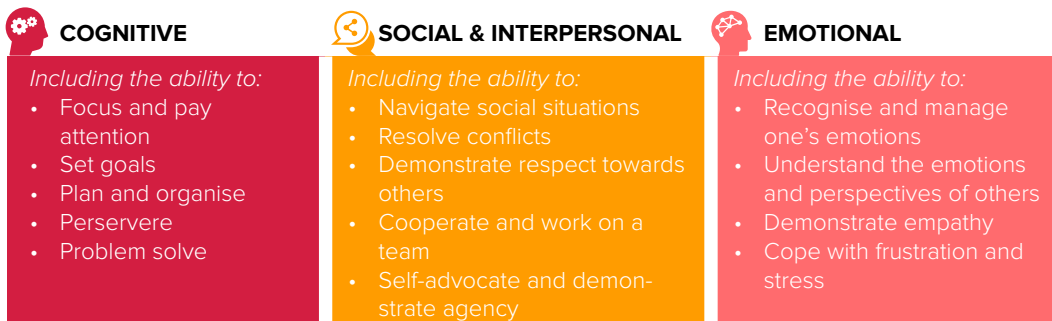 COGNITIVE
Including the ability to:
• Focus and pay
attention
• Set goals
• Plan and organise
• Perservere
• Problem solve
SOCIAL & INTERPERSONAL
Including the ability to:
• Navigate social situations
• Resolve conflicts
• Demonstrate respect towards
others
• Cooperate and work on a
team
• Self-advocate and demon-
strate agency
EMOTIONAL
Including the ability to:
• Recognise and manage
one’s emotions
• Understand the emotions
and perspectives of others
• Demonstrate empathy
• Cope with frustration and
stress